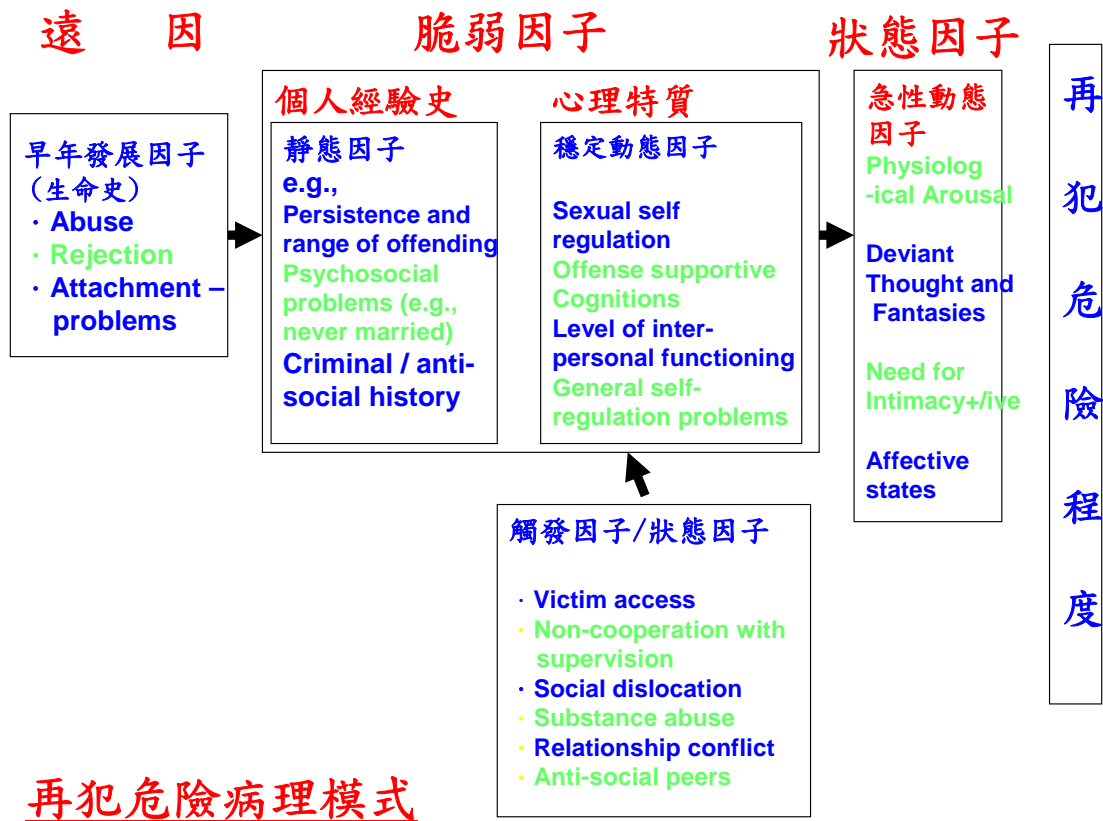 遠 因
脆弱因子
狀態因子
早年發展因子
(生命史)
· Abuse
· Rejection
· Attachment –
problems
個人經驗史
靜態因子
e.g.,
Persistence and
range of offending
Psychosocial
problems (e.g.,
never married)
Criminal / anti-
social history
心理特質
穩定動態因子
Sexual self
regulation
Offense supportive
Cognitions
Level of inter-
personal functioning
General self-
regulation problems
急性動態
因子
Physiolog
-ical Arousal
Deviant
Thought and
Fantasies
Need for
Intimacy+/ive
Affective
states
再犯危險程度
觸發因子/狀態因子
· Victim access
· Non-cooperation with
supervision
· Social dislocation
· Substance abuse
· Relationship conflict
· Anti-social peers
再犯危險病理模式